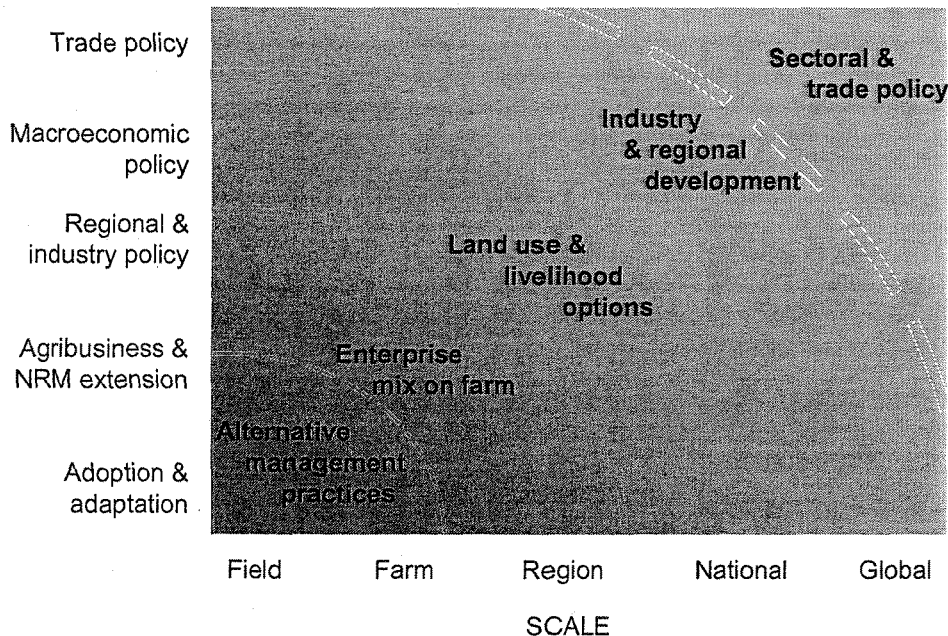 Trade policy
Macroeconomic
policy
Regional &
industry policy
Agribusiness &
NRM extension
Adoption &
adaptation
Sectoral &
trade policy
Industry
& regional
development
Land use &
livelihood
options
Enterprise
mix on farm
Alternative
management
practices
Field Farm Region National Global
SCALE